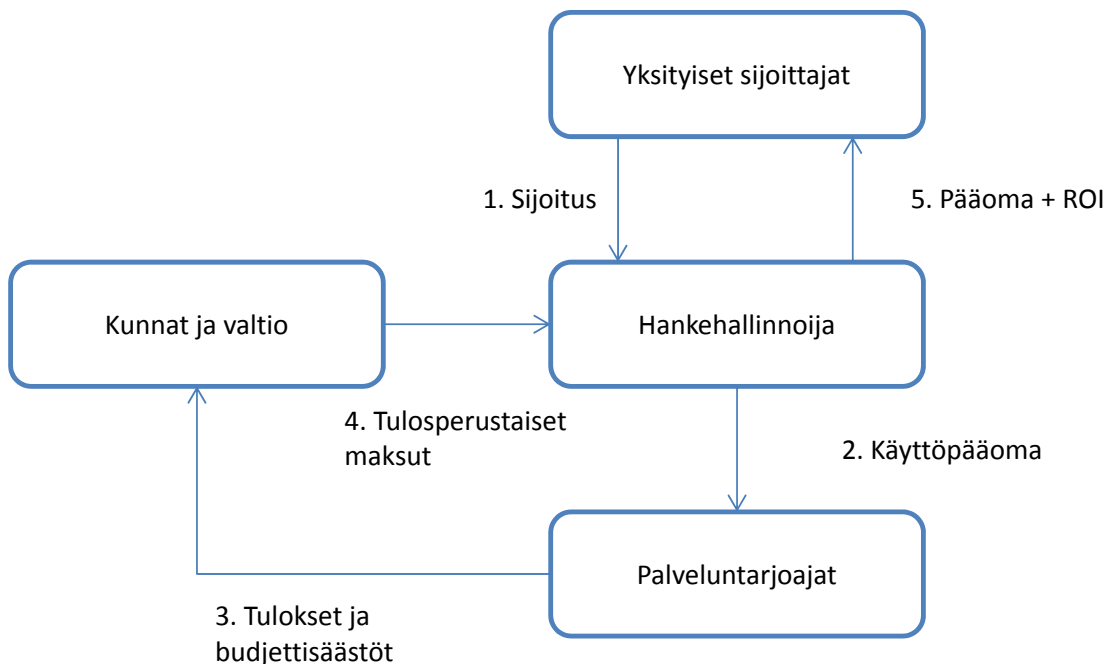 Yksityiset sijoittajat
1. Sijoitus
5. Pääoma + ROI
Kunnat ja valtio
Hankehallinnoija
4. Tulosperustaiset
maksut
2. Käyttöpääoma
Palveluntarjoajat
3. Tulokset ja
budjettisäästöt